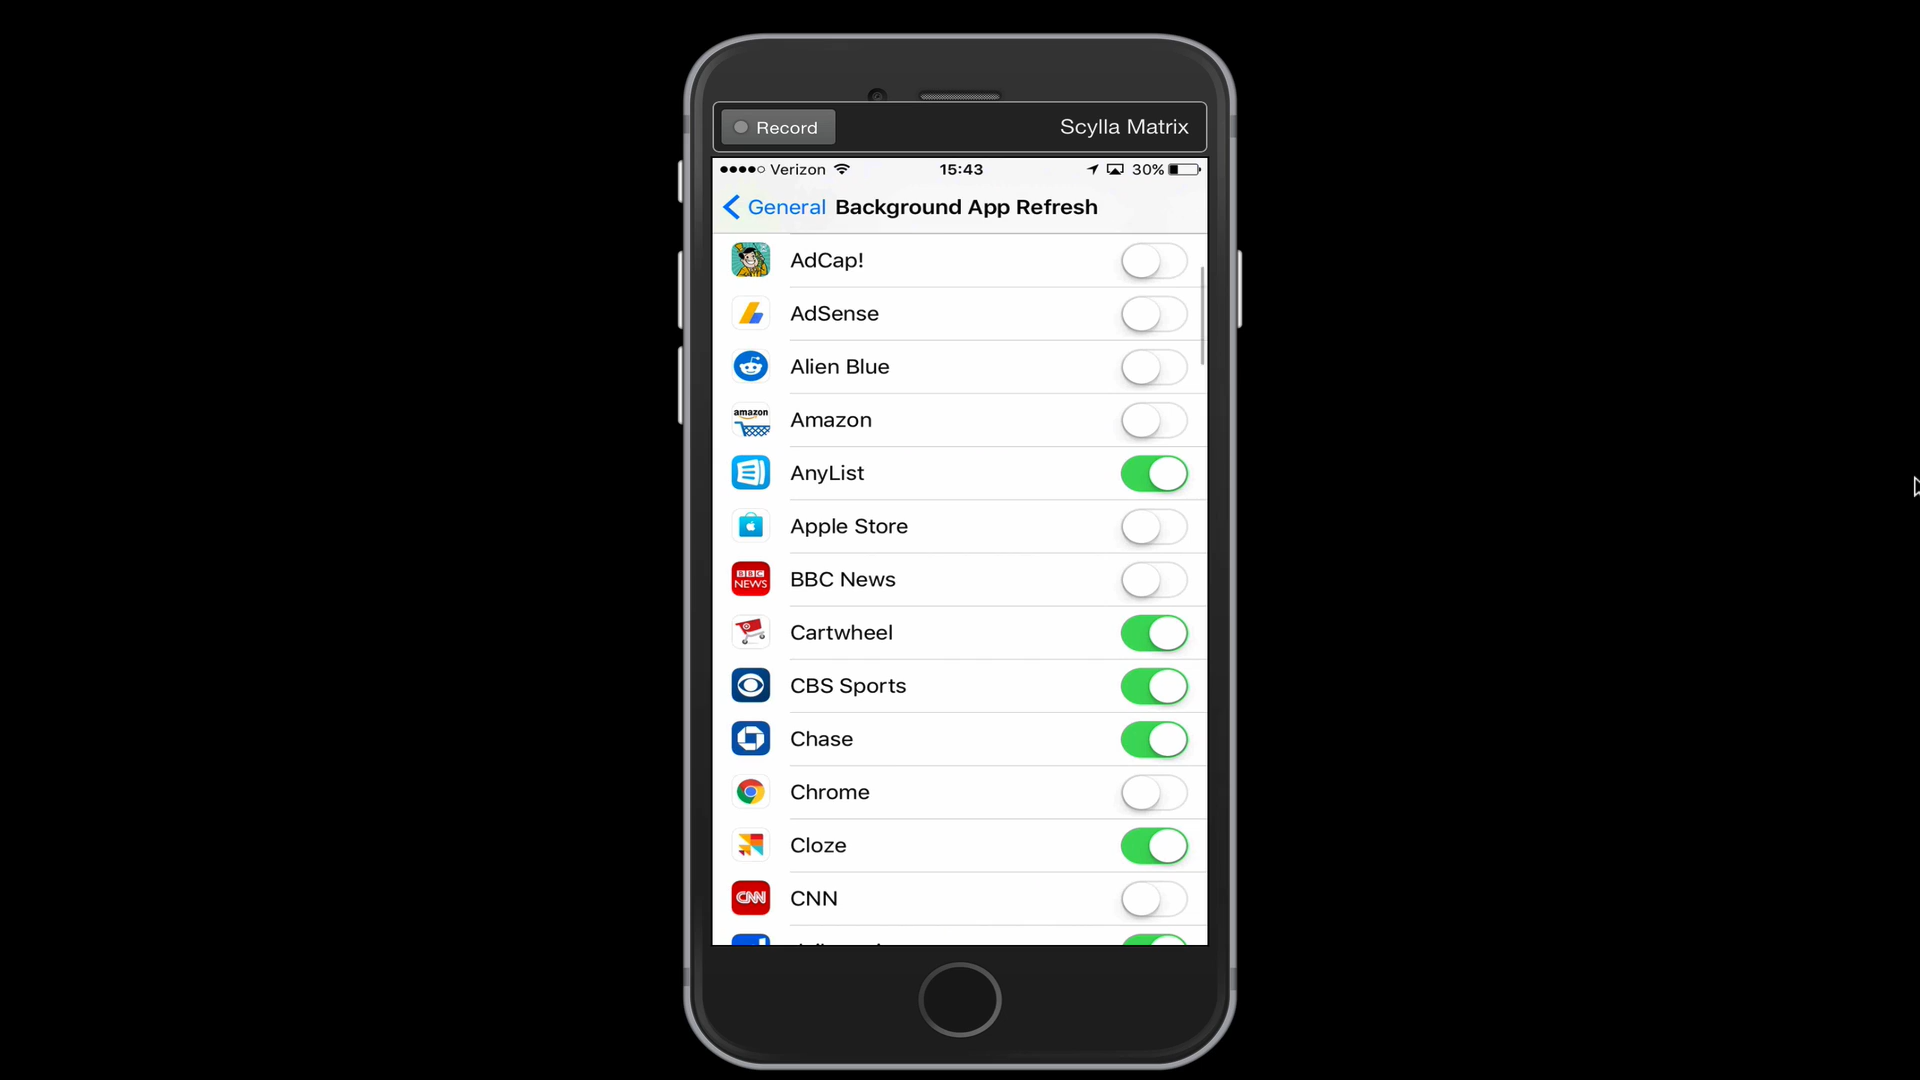 Record
Scylla Matrix
Verizon
15:43
30%
General
Background App Refresh
AdCap!
AdSense
Alien Blue
amazon
Amazon
AnyList
Apple Store
BBC
NEWS
BBC News
Cartwheel
CBS Sports
Chase
Chrome
Cloze
CNN
CNN